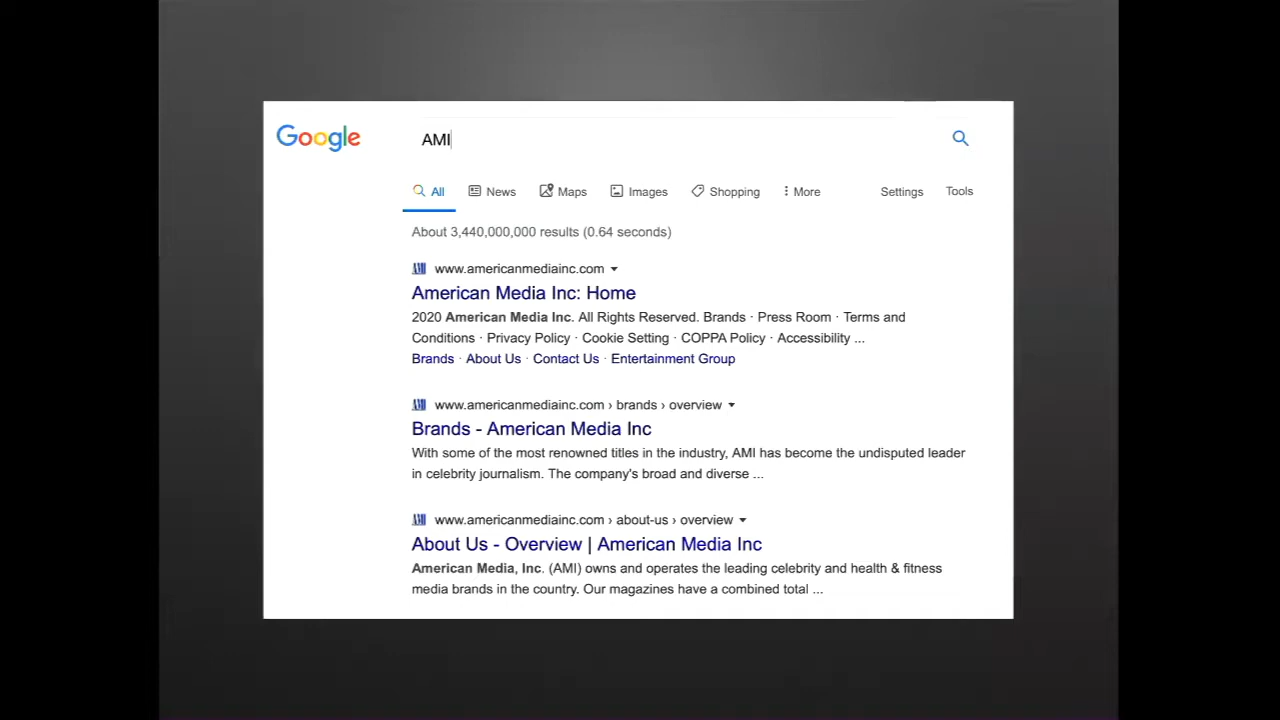 Google
AMI
All News Maps Images Shopping More Settings Tools
About 3,440,000,000 results (0.64 seconds)
AMI www.americanmediainc.com
American Media Inc: Home
2020 American Media Inc. All Rights Reserved. Brands · Press Room · Terms and
Conditions · Privacy Policy · Cookie Setting · COPPA Policy · Accessibility ...
Brands · About Us · Contact Us · Entertainment Group
AMI www.americanmediainc.com › brands › overview
Brands - American Media Inc
With some of the most renowned titles in the industry, AMI has become the undisputed leader
in celebrity journalism. The company's broad and diverse ...
AMI www.americanmediainc.com › about-us › overview
About Us - Overview | American Media Inc
American Media, Inc. (AMI) owns and operates the leading celebrity and health & fitness
media brands in the country. Our magazines have a combined total ...